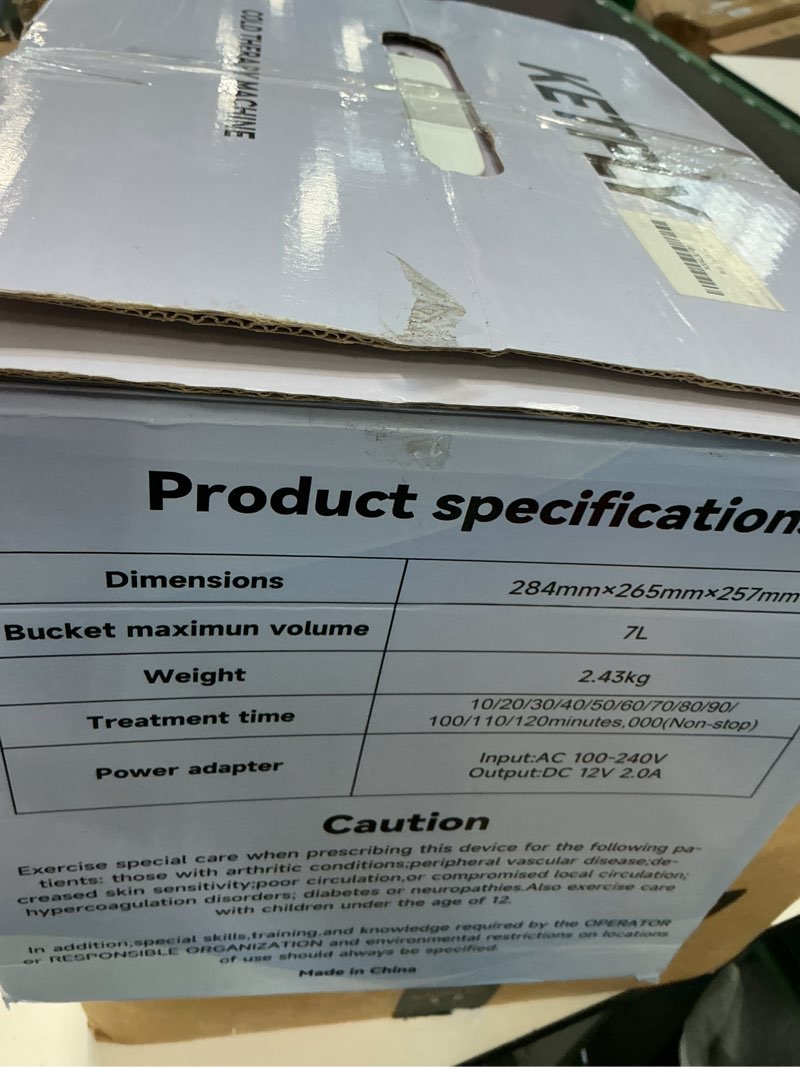 COLD THERAPY MACHINE
Product specification
Dimensions
284mm×265mm×257mm
Bucket maximun volume
7L
Weight
2.43kg
Treatment time
10/20/30/40/50/60/70/80/90/
100/110/120minutes,000(Non-stop)
Power adapter
Input:AC 100-240V
Output:DC 12V 2.0A
Caution
Exercise special care when prescribing this device for the following pa-
tients: those with arthritic conditions;peripheral vascular disease;de-
creased skin sensitivity;poor circulation,or compromised local circulation;
hypercoagulation disorders; diabetes or neuropathies.Also exercise care
with children under the age of 12.
In addition,special skills,training,and knowledge required by the OPERATOR
or RESPONSIBLE ORGANIZATION and environmental restrictions on locations
of use should always be specified.
Made in China